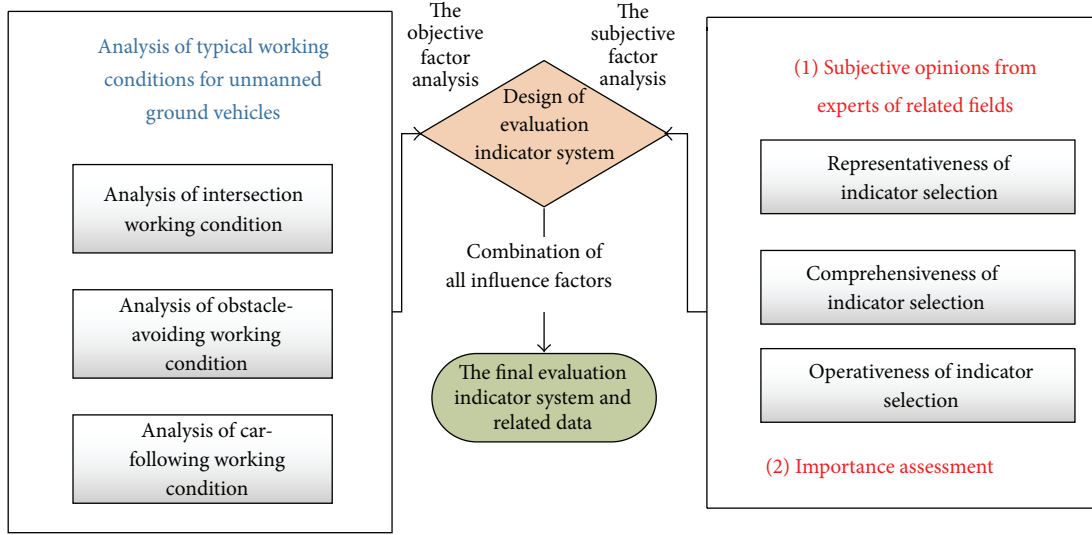 Analysis of typical working
conditions for unmanned
ground vehicles
Analysis of intersection
working condition
Analysis of obstacle-
avoiding working
condition
Analysis of car-
following working
condition
The
objective
factor
analysis
The
subjective
factor
analysis
Design of
evaluation
indicator system
Combination of
all influence factors
The final evaluation
indicator system and
related data
(1) Subjective opinions from
experts of related fields
Representativeness of
indicator selection
Comprehensiveness of
indicator selection
Operativeness of indicator
selection
(2) Importance assessment